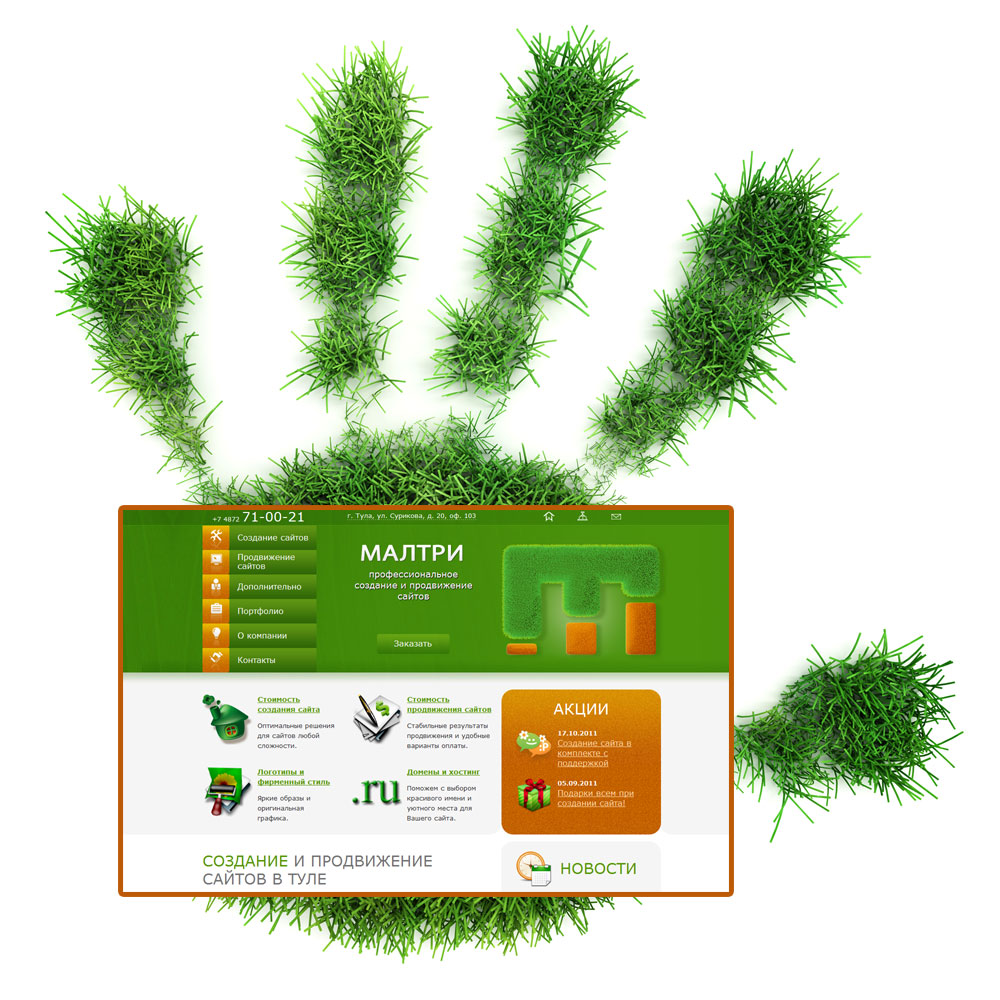 +7 4872 71-00-21
г. Тула, ул. Сурикова, д. 20, оф. 103
Создание сайтов
Продвижение
сайтов
Дополнительно
Портфолио
О компании
Контакты
МАЛТРИ
профессиональное
создание и продвижение
сайтов
Заказать
Стоимость
создания сайта
Оптимальные решения
для сайтов любой
сложности.
Стоимость
продвижения сайтов
Стабильные результаты
продвижения и удобные
варианты оплаты.
Логотипы и
фирменный стиль
Яркие образы и
оригинальная
графика.
.ru
Домены и хостинг
Поможем с выбором
красивого имени и
уютного места для
Вашего сайта.
АКЦИИ
17.10.2011
Создание сайта в
комплекте с
поддержкой
05.09.2011
Подарки всем при
создании сайта!
СОЗДАНИЕ И ПРОДВИЖЕНИЕ
САЙТОВ В ТУЛЕ
НОВОСТИ